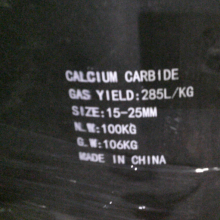 CALCIUM CARBIDE
GAS YIELD:285L/KG
SIZE:15-25MM
N.W:100KG
G.W:106KG
MADE IN CHINA